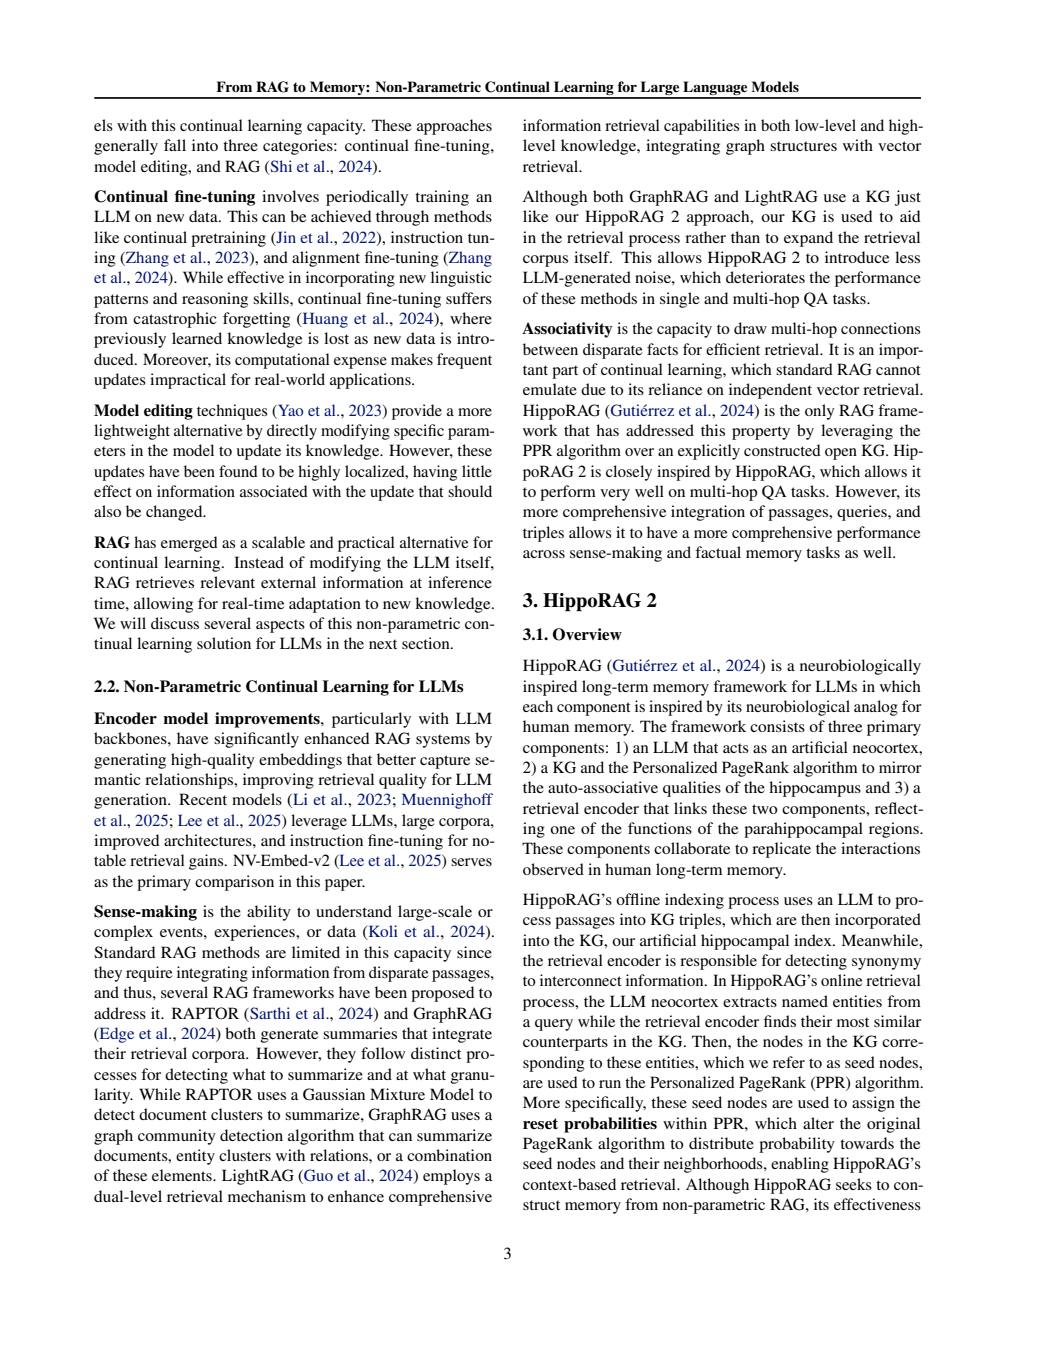 From RAG to Memory: Non-Parametric Continual Learning for Large Language Models
els with this continual learning capacity. These approaches
generally fall into three categories: continual fine-tuning,
model editing, and RAG (Shi et al., 2024).
Continual fine-tuning involves periodically training an
LLM on new data. This can be achieved through methods
like continual pretraining (Jin et al., 2022), instruction tun-
ing (Zhang et al., 2023), and alignment fine-tuning (Zhang
et al., 2024). While effective in incorporating new linguistic
patterns and reasoning skills, continual fine-tuning suffers
from catastrophic forgetting (Huang et al., 2024), where
previously learned knowledge is lost as new data is intro-
duced. Moreover, its computational expense makes frequent
updates impractical for real-world applications.
Model editing techniques (Yao et al., 2023) provide a more
lightweight alternative by directly modifying specific param-
eters in the model to update its knowledge. However, these
updates have been found to be highly localized, having little
effect on information associated with the update that should
also be changed.
RAG has emerged as a scalable and practical alternative for
continual learning. Instead of modifying the LLM itself,
RAG retrieves relevant external information at inference
time, allowing for real-time adaptation to new knowledge.
We will discuss several aspects of this non-parametric con-
tinual learning solution for LLMs in the next section.
2.2. Non-Parametric Continual Learning for LLMs
Encoder model improvements, particularly with LLM
backbones, have significantly enhanced RAG systems by
generating high-quality embeddings that better capture se-
mantic relationships, improving retrieval quality for LLM
generation. Recent models (Li et al., 2023; Muennighoff
et al., 2025; Lee et al., 2025) leverage LLMs, large corpora,
improved architectures, and instruction fine-tuning for no-
table retrieval gains. NV-Embed-v2 (Lee et al., 2025) serves
as the primary comparison in this paper.
Sense-making is the ability to understand large-scale or
complex events, experiences, or data (Koli et al., 2024).
Standard RAG methods are limited in this capacity since
they require integrating information from disparate passages,
and thus, several RAG frameworks have been proposed to
address it. RAPTOR (Sarthi et al., 2024) and GraphRAG
(Edge et al., 2024) both generate summaries that integrate
their retrieval corpora. However, they follow distinct pro-
cesses for detecting what to summarize and at what granu-
larity. While RAPTOR uses a Gaussian Mixture Model to
detect document clusters to summarize, GraphRAG uses a
graph community detection algorithm that can summarize
documents, entity clusters with relations, or a combination
of these elements. LightRAG (Guo et al., 2024) employs a
dual-level retrieval mechanism to enhance comprehensive
information retrieval capabilities in both low-level and high-
level knowledge, integrating graph structures with vector
retrieval.
Although both GraphRAG and LightRAG use a KG just
like our HippoRAG 2 approach, our KG is used to aid
in the retrieval process rather than to expand the retrieval
corpus itself. This allows HippoRAG 2 to introduce less
LLM-generated noise, which deteriorates the performance
of these methods in single and multi-hop QA tasks.
Associativity is the capacity to draw multi-hop connections
between disparate facts for efficient retrieval. It is an impor-
tant part of continual learning, which standard RAG cannot
emulate due to its reliance on independent vector retrieval.
HippoRAG (Gutiérrez et al., 2024) is the only RAG frame-
work that has addressed this property by leveraging the
PPR algorithm over an explicitly constructed open KG. Hip-
poRAG 2 is closely inspired by HippoRAG, which allows it
to perform very well on multi-hop QA tasks. However, its
more comprehensive integration of passages, queries, and
triples allows it to have a more comprehensive performance
across sense-making and factual memory tasks as well.
3. HippoRAG 2
3.1. Overview
HippoRAG (Gutiérrez et al., 2024) is a neurobiologically
inspired long-term memory framework for LLMs in which
each component is inspired by its neurobiological analog for
human memory. The framework consists of three primary
components: 1) an LLM that acts as an artificial neocortex,
2) a KG and the Personalized PageRank algorithm to mirror
the auto-associative qualities of the hippocampus and 3) a
retrieval encoder that links these two components, reflect-
ing one of the functions of the parahippocampal regions.
These components collaborate to replicate the interactions
observed in human long-term memory.
HippoRAG's offline indexing process uses an LLM to pro-
cess passages into KG triples, which are then incorporated
into the KG, our artificial hippocampal index. Meanwhile,
the retrieval encoder is responsible for detecting synonymy
to interconnect information. In HippoRAG's online retrieval
process, the LLM neocortex extracts named entities from
a query while the retrieval encoder finds their most similar
counterparts in the KG. Then, the nodes in the KG corre-
sponding to these entities, which we refer to as seed nodes,
are used to run the Personalized PageRank (PPR) algorithm.
More specifically, these seed nodes are used to assign the
reset probabilities within PPR, which alter the original
PageRank algorithm to distribute probability towards the
seed nodes and their neighborhoods, enabling HippoRAG's
context-based retrieval. Although HippoRAG seeks to con-
struct memory from non-parametric RAG, its effectiveness
3